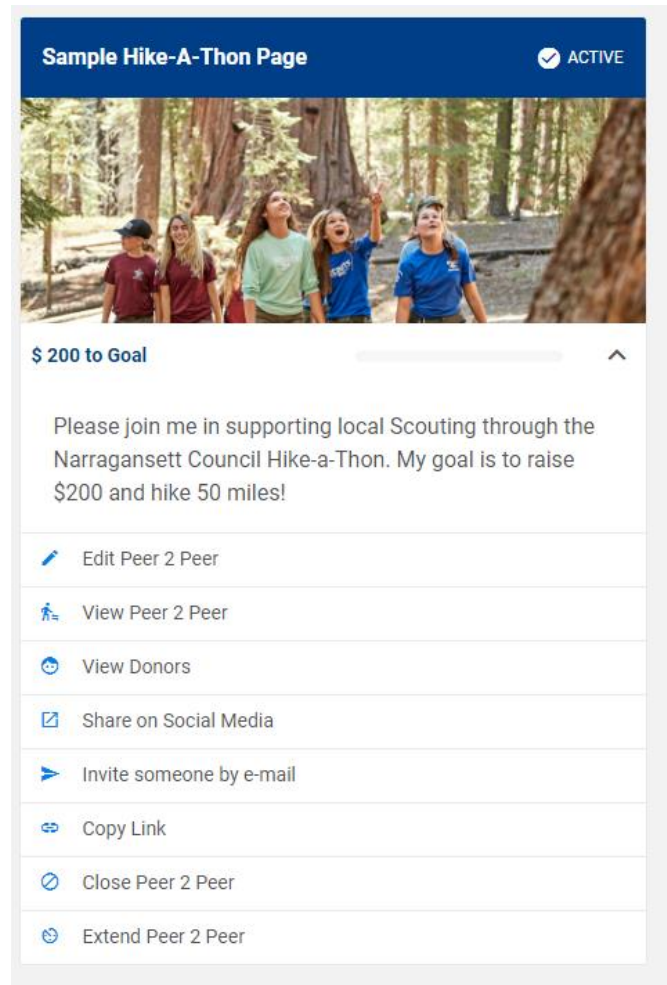 Sample Hike-A-Thon Page
ACTIVE
$ 200 to Goal
Please join me in supporting local Scouting through the
Narragansett Council Hike-a-Thon. My goal is to raise
$200 and hike 50 miles!
Edit Peer 2 Peer
View Peer 2 Peer
View Donors
Share on Social Media
Invite someone by e-mail
Copy Link
Close Peer 2 Peer
Extend Peer 2 Peer